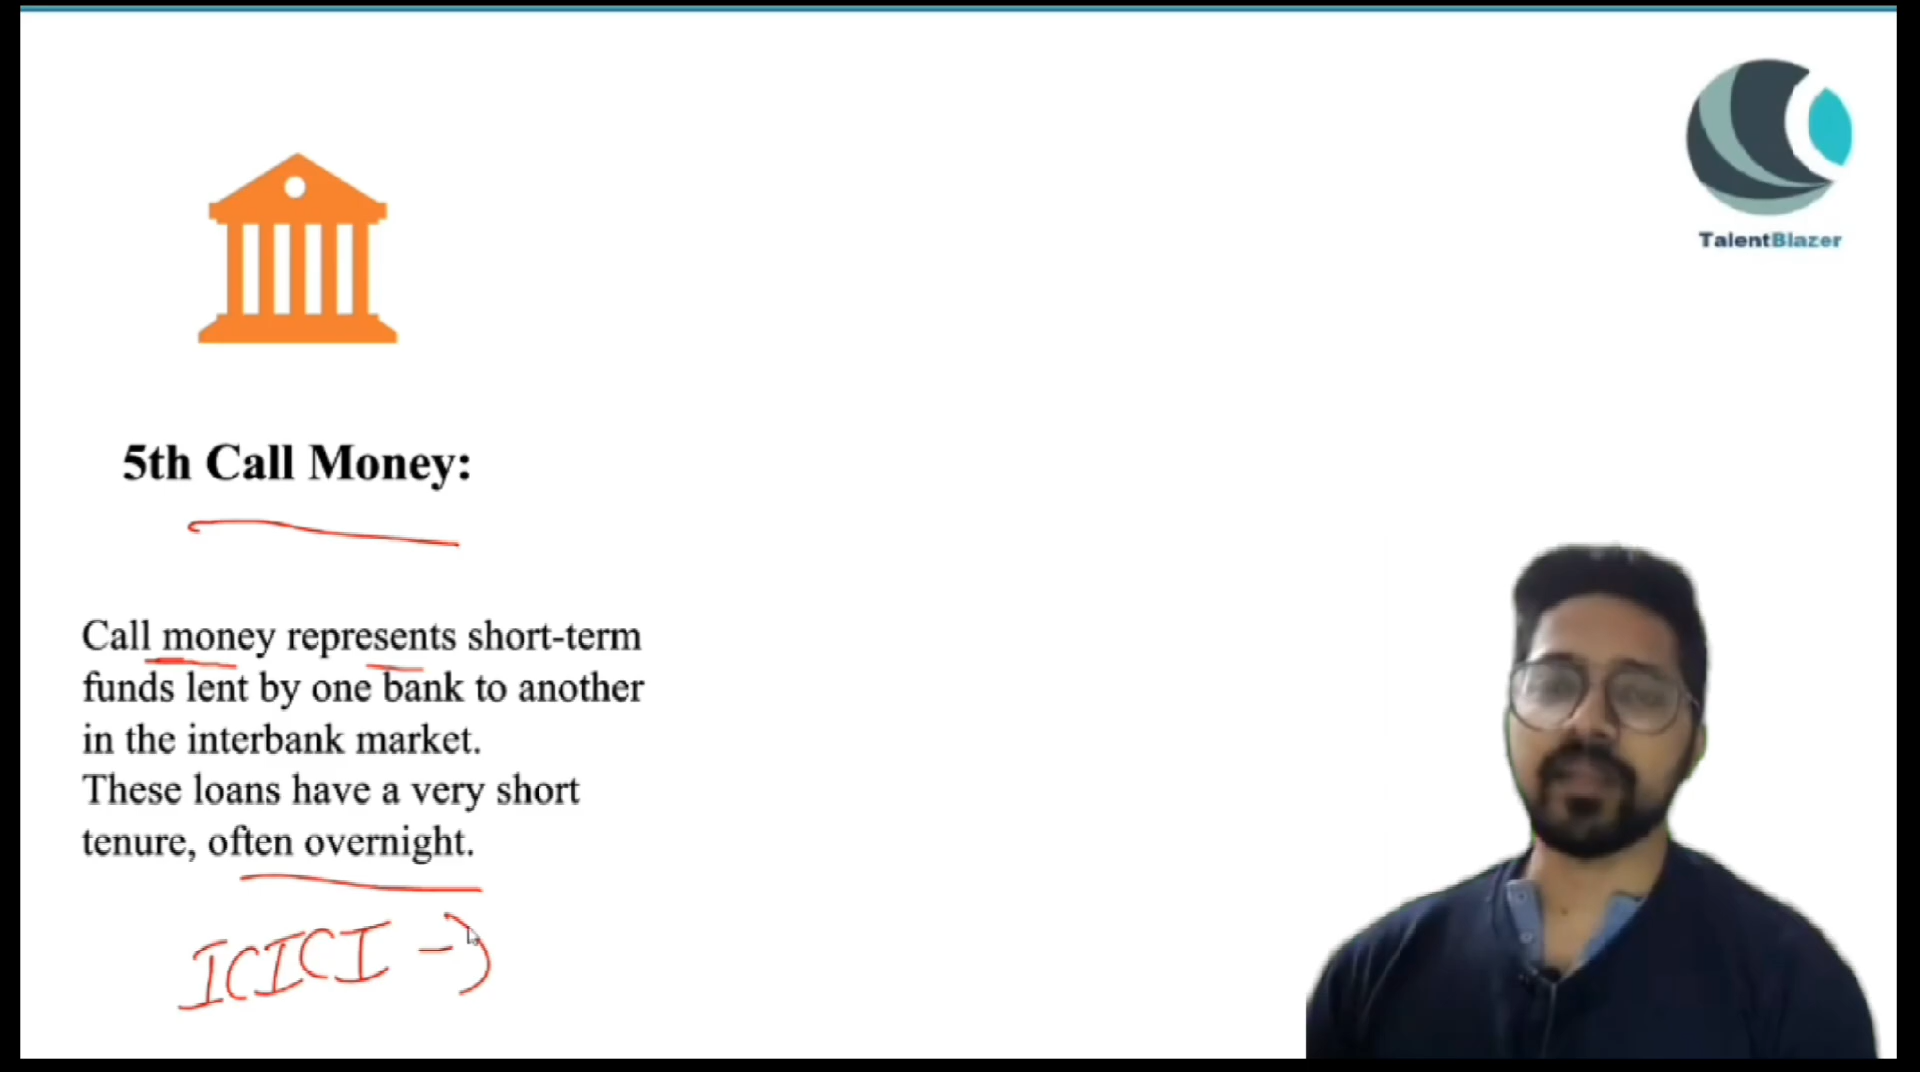 TalentBlazer
5th Call Money:
Call money represents short-term
funds lent by one bank to another
in the interbank market.
These loans have a very short
tenure, often overnight.
ICICI →